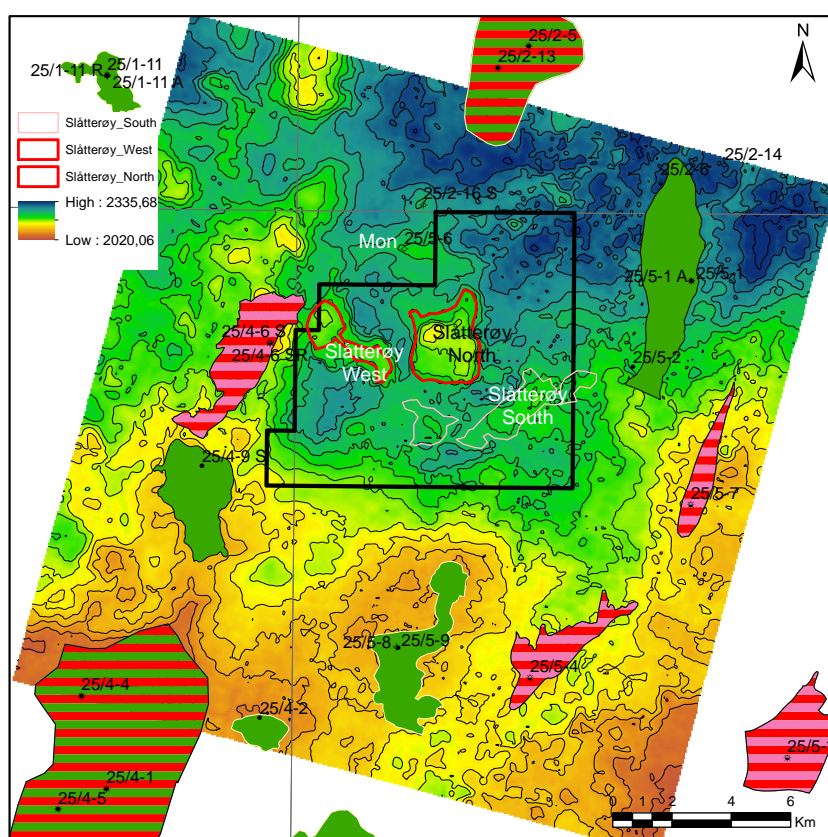 25/2-5
25/1-11
25/1-11 R
25/1-11 A
25/2-13
N
Slåtterøy_South
Slåtterøy_West
Slåtterøy_North
High : 2335,68
Low : 2020,06
25/2-14
25/2-6
25/2-16 S
Mon
25/5-6
25/5-1 A
25/5-1
25/4-6 S
25/4-6 SR
Slåtterøy
North
Slåtterøy
West
25/5-2
Slåtterøy
South
25/4-9 S
25/5-7
25/5-8
25/5-9
25/5-4
25/4-4
25/4-2
25/4-1
25/4-5
0 1 2 4 6
Km